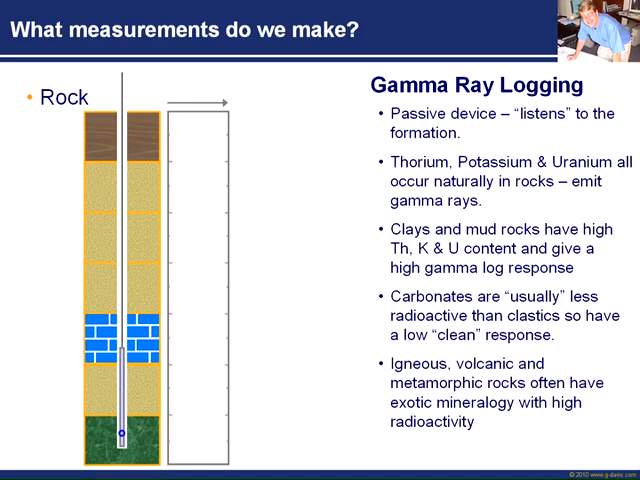 What measurements do we make?
• Rock
Gamma Ray Logging
• Passive device – “listens” to the
formation.
• Thorium, Potassium & Uranium all
occur naturally in rocks – emit
gamma rays.
• Clays and mud rocks have high
Th, K & U content and give a
high gamma log response
• Carbonates are “usually” less
radioactive than clastics so have
a low “clean” response.
• Igneous, volcanic and
metamorphic rocks often have
exotic mineralogy with high
radioactivity
© 2010 www.g-davis.com